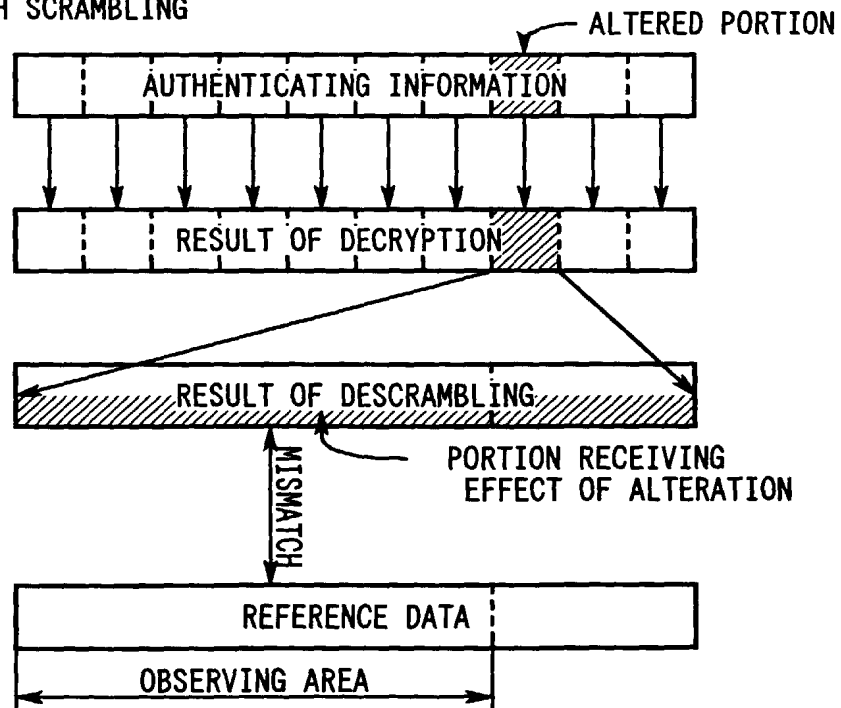 SCRAMBLING
ALTERED PORTION
AUTHENTICATING INFORMATION
RESULT OF DECRYPTION
RESULT OF DESCRAMBLING
PORTION RECEIVING
EFFECT OF ALTERATION
MISMATCH
REFERENCE DATA
OBSERVING AREA